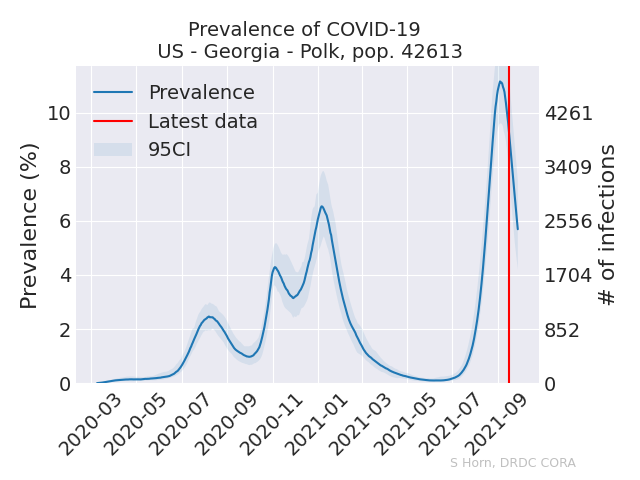 Prevalence of COVID-19
US - Georgia - Polk, pop. 42613
Prevalence
Latest data
95CI
Prevalence (%)
10
8
6
4
2
0
4261
3409
2556
1704
852
0
# of infections
2020-03
2020-05
2020-07
2020-09
2020-11
2021-01
2021-03
2021-05
2021-07
2021-09
S Horn, DRDC CORA